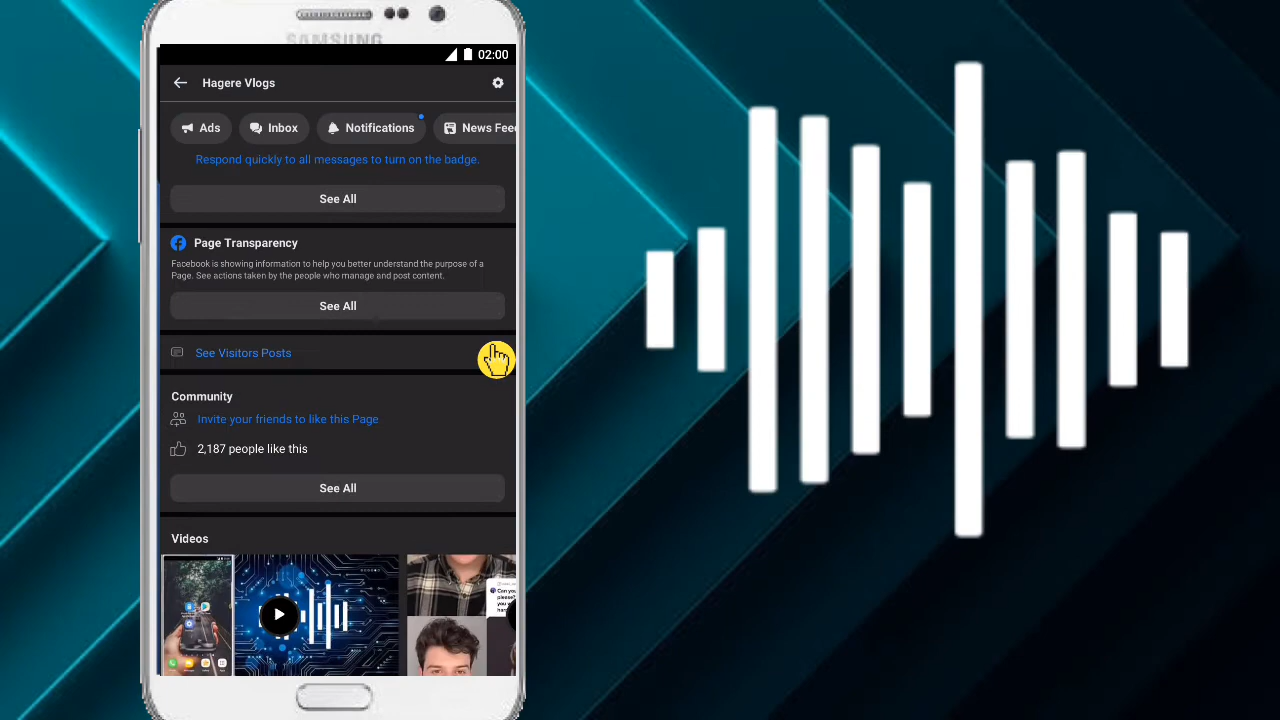 SAMSUNG
02:00
Hagere Vlogs
Ads
Inbox
Notifications
News Fee
Respond quickly to all messages to turn on the badge.
See All
Page Transparency
Facebook is showing information to help you better understand the purpose of a
Page. See actions taken by the people who manage and post content.
See All
See Visitors Posts
Community
Invite your friends to like this Page
2,187 people like this
See All
Videos